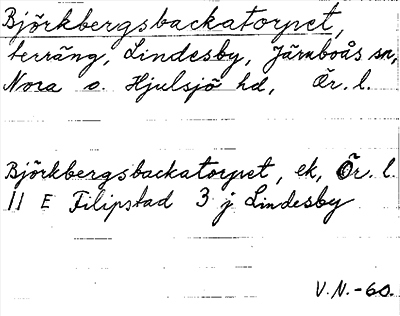 Björkbergsbackatorpet,
terräng, Lindesby, Järnboås sn,
Nora o. Hjulsjö hd, Ör. l.
Björkbergsbackatorpet, ek, Ör. l.
11 E Filipstad 3 j Lindesby
V.N.-60.